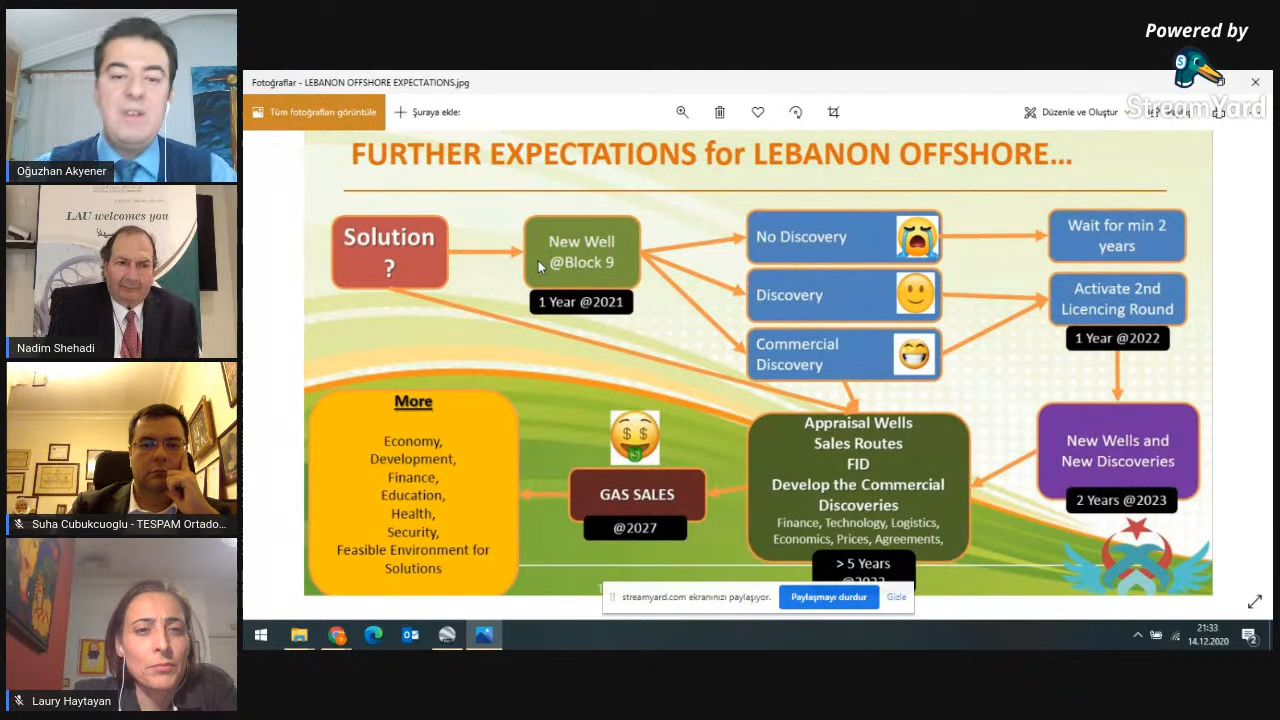 Powered by
StreamYard
Oğuzhan Akyener
LAU welcomes you
Nadim Shehadi
Suha Cubukcuoglu - TESPAM Ortado...
Laury Haytayan
Fotoğraflar - LEBANON OFFSHORE EXPECTATIONS.jpg
Tüm fotoğrafları görüntüle
Şuraya ekle:
Düzenle ve Oluştur
FURTHER EXPECTATIONS for LEBANON OFFSHORE...
Solution
?
New Well
@Block 9
1 Year @2021
No Discovery
Discovery
Commercial
Discovery
Wait for min 2
years
Activate 2nd
Licencing Round
1 Year @2022
New Wells and
New Discoveries
2 Years @2023
Appraisal Wells
Sales Routes
FID
Develop the Commercial
Discoveries
Finance, Technology, Logistics,
Economics, Prices, Agreements,
> 5 Years
GAS SALES
@2027
More
Economy,
Development,
Finance,
Education,
Health,
Security,
Feasible Environment for
Solutions
streamyard.com ekranınızı paylaşıyor.
Paylaşmayı durdur
Gizle
21:33
14.12.2020
2